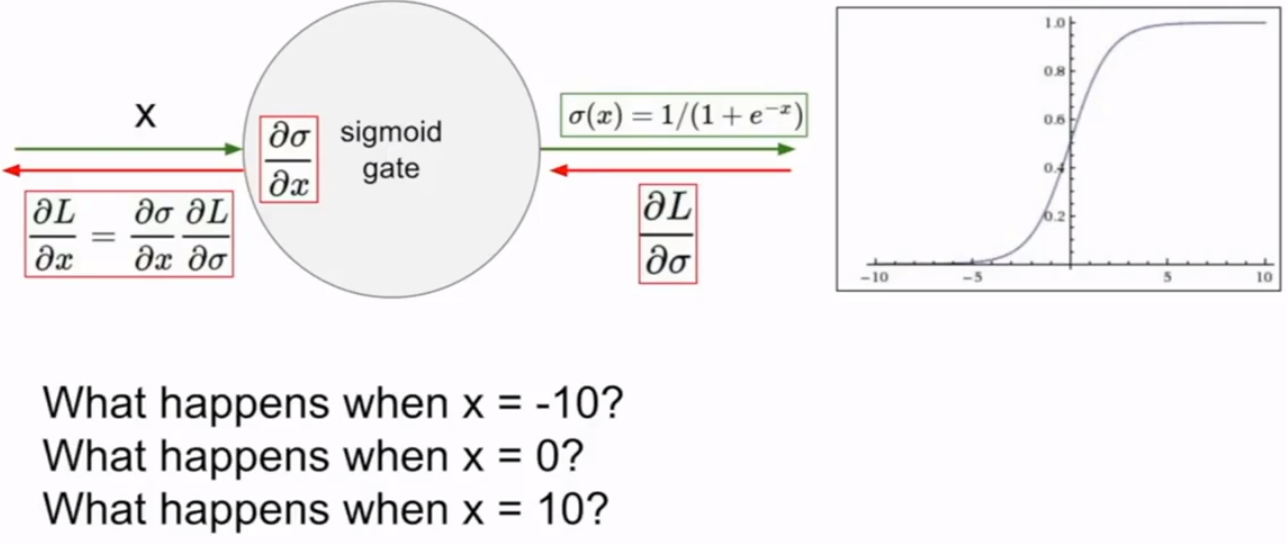 X
∂σ
∂x
sigmoid
gate
σ(x) = 1/(1 + e^{-x})
∂L/∂x = ∂σ/∂x ∂L/∂σ
∂L
∂σ
1.0
0.8
0.6
0.4
0.2
-10 -5 5 10
What happens when x = -10?
What happens when x = 0?
What happens when x = 10?